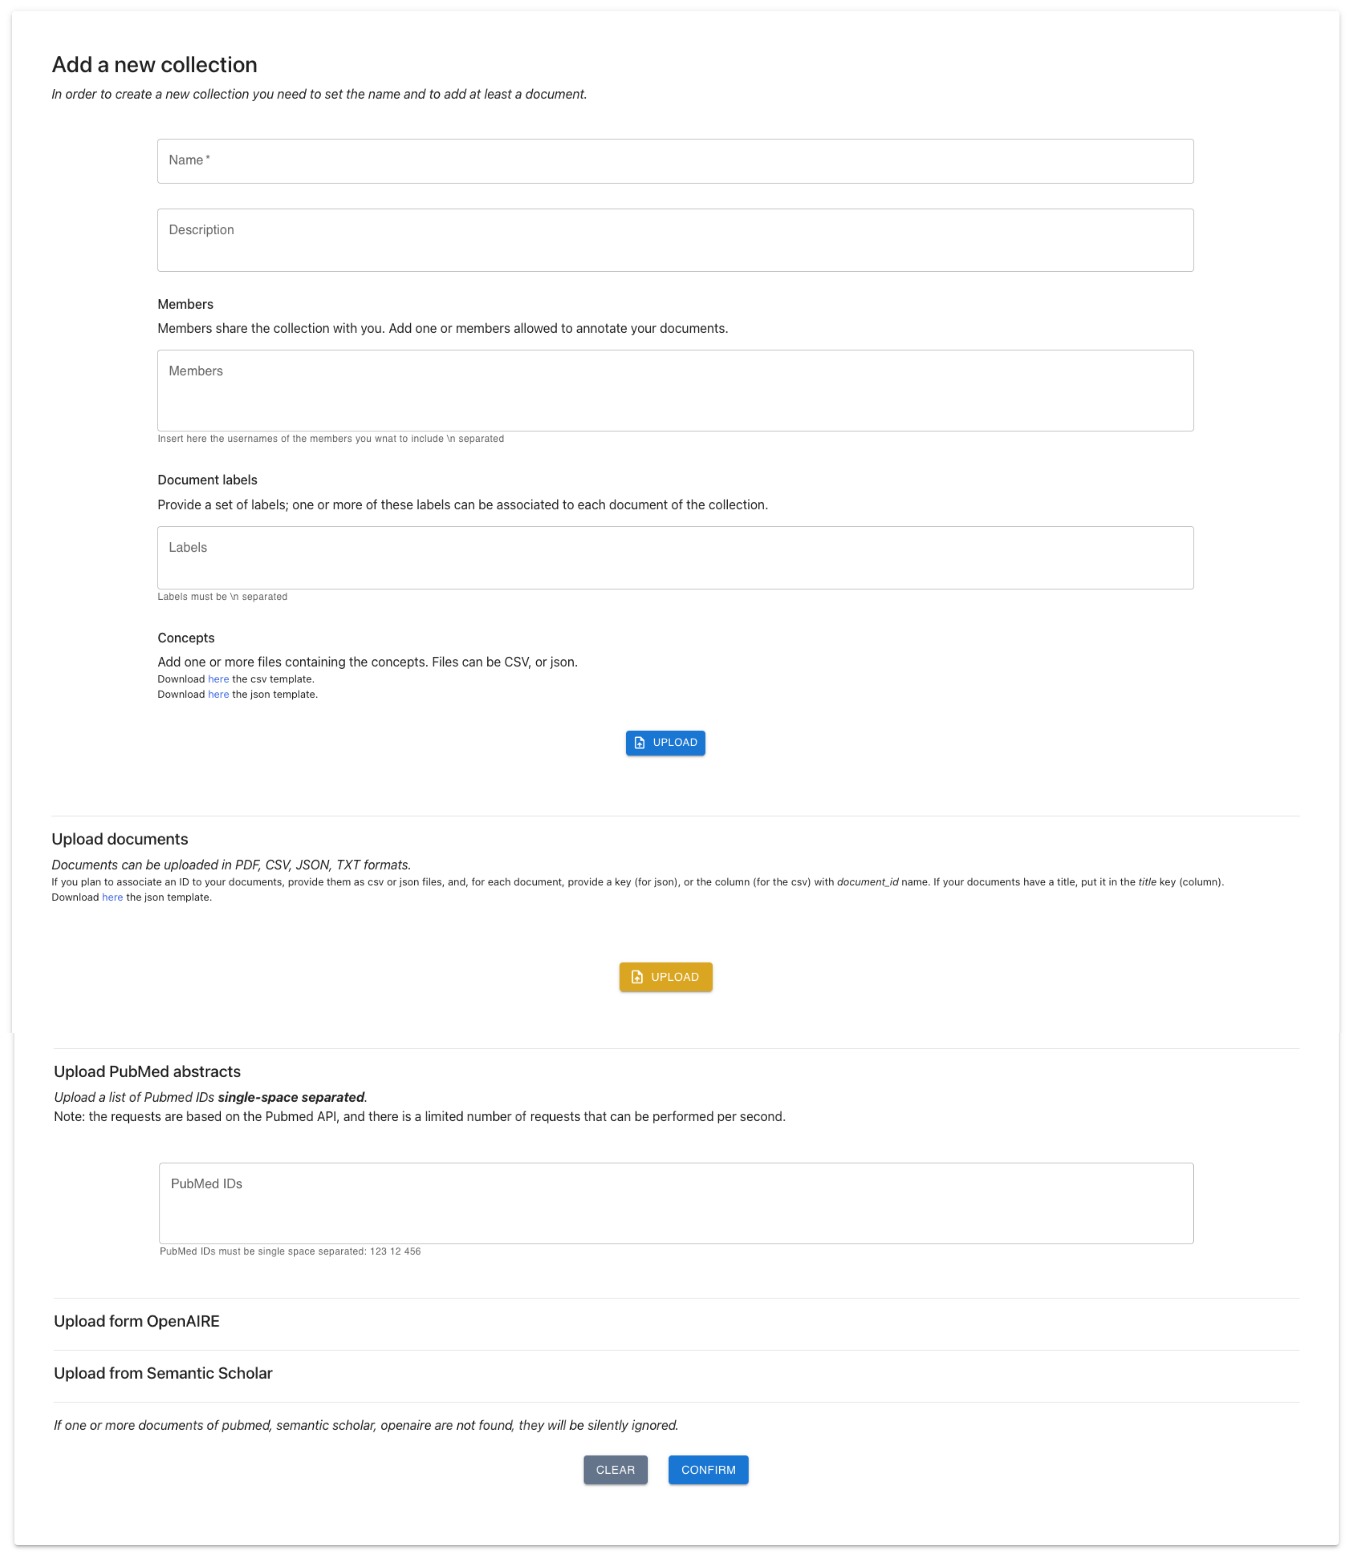 Add a new collection
In order to create a new collection you need to set the name and to add at least a document.
Name *
Description
Members
Members share the collection with you. Add one or members allowed to annotate your documents.
Members
Insert here the usernames of the members you wnat to include \n separated
Document labels
Provide a set of labels; one or more of these labels can be associated to each document of the collection.
Labels
Labels must be \n separated
Concepts
Add one or more files containing the concepts. Files can be CSV, or json.
Download here the csv template.
Download here the json template.
UPLOAD
Upload documents
Documents can be uploaded in PDF, CSV, JSON, TXT formats.
If you plan to associate an ID to your documents, provide them as csv or json files, and, for each document, provide a key (for json), or the column (for the csv) with document_id name. If your documents have a title, put it in the title key (column).
Download here the json template.
UPLOAD
Upload PubMed abstracts
Upload a list of Pubmed IDs single-space separated.
Note: the requests are based on the Pubmed API, and there is a limited number of requests that can be performed per second.
PubMed IDs
PubMed IDs must be single space separated: 123 12 456
Upload form OpenAIRE
Upload from Semantic Scholar
If one or more documents of pubmed, semantic scholar, openaire are not found, they will be silently ignored.
CLEAR CONFIRM